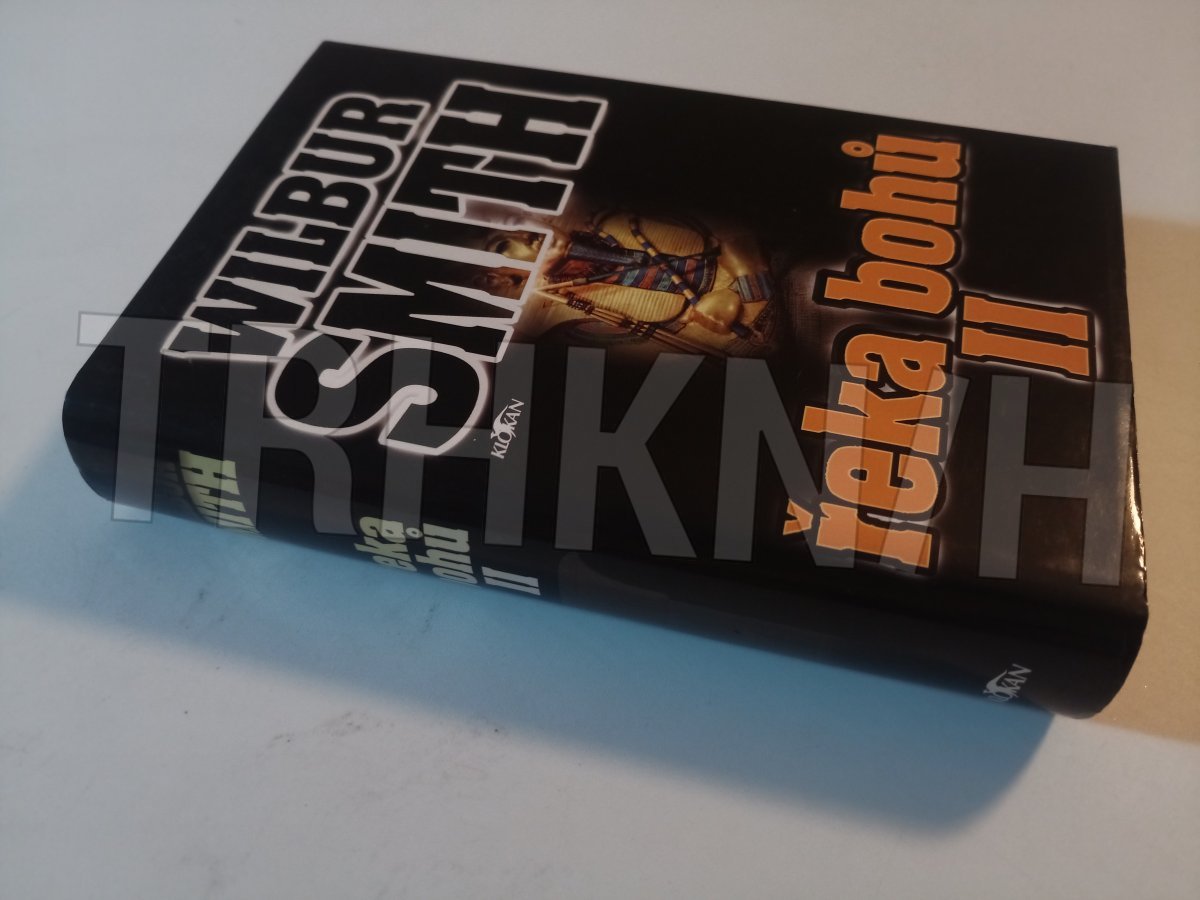 WILBUR
SMITH
KLOKAN
řeka bohů
II
SMITH
řeka
bohů
II
KLOKAN
TRHKNIH